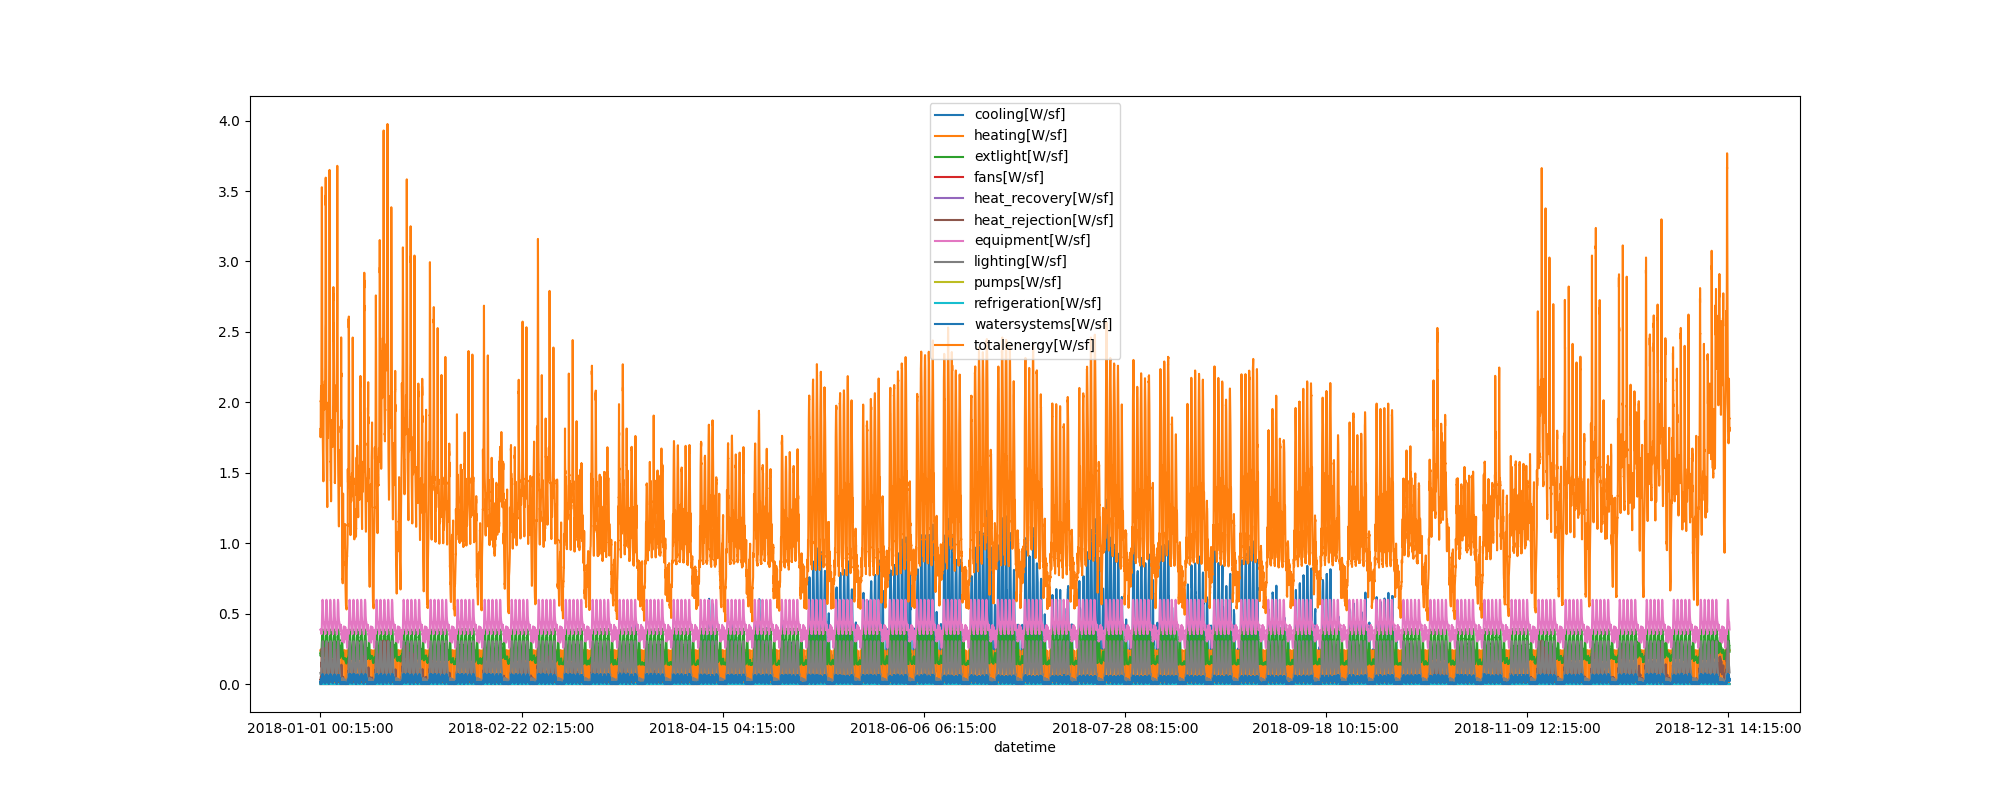 4.0
3.5
3.0
2.5
2.0
1.5
1.0
0.5
0.0
cooling[W/sf]
heating[W/sf]
extlight[W/sf]
fans[W/sf]
heat_recovery[W/sf]
heat_rejection[W/sf]
equipment[W/sf]
lighting[W/sf]
pumps[W/sf]
refrigeration[W/sf]
watersystems[W/sf]
totalenergy[W/sf]
2018-01-01 00:15:00 2018-02-22 02:15:00 2018-04-15 04:15:00 2018-06-06 06:15:00 2018-07-28 08:15:00 2018-09-18 10:15:00 2018-11-09 12:15:00 2018-12-31 14:15:00
datetime